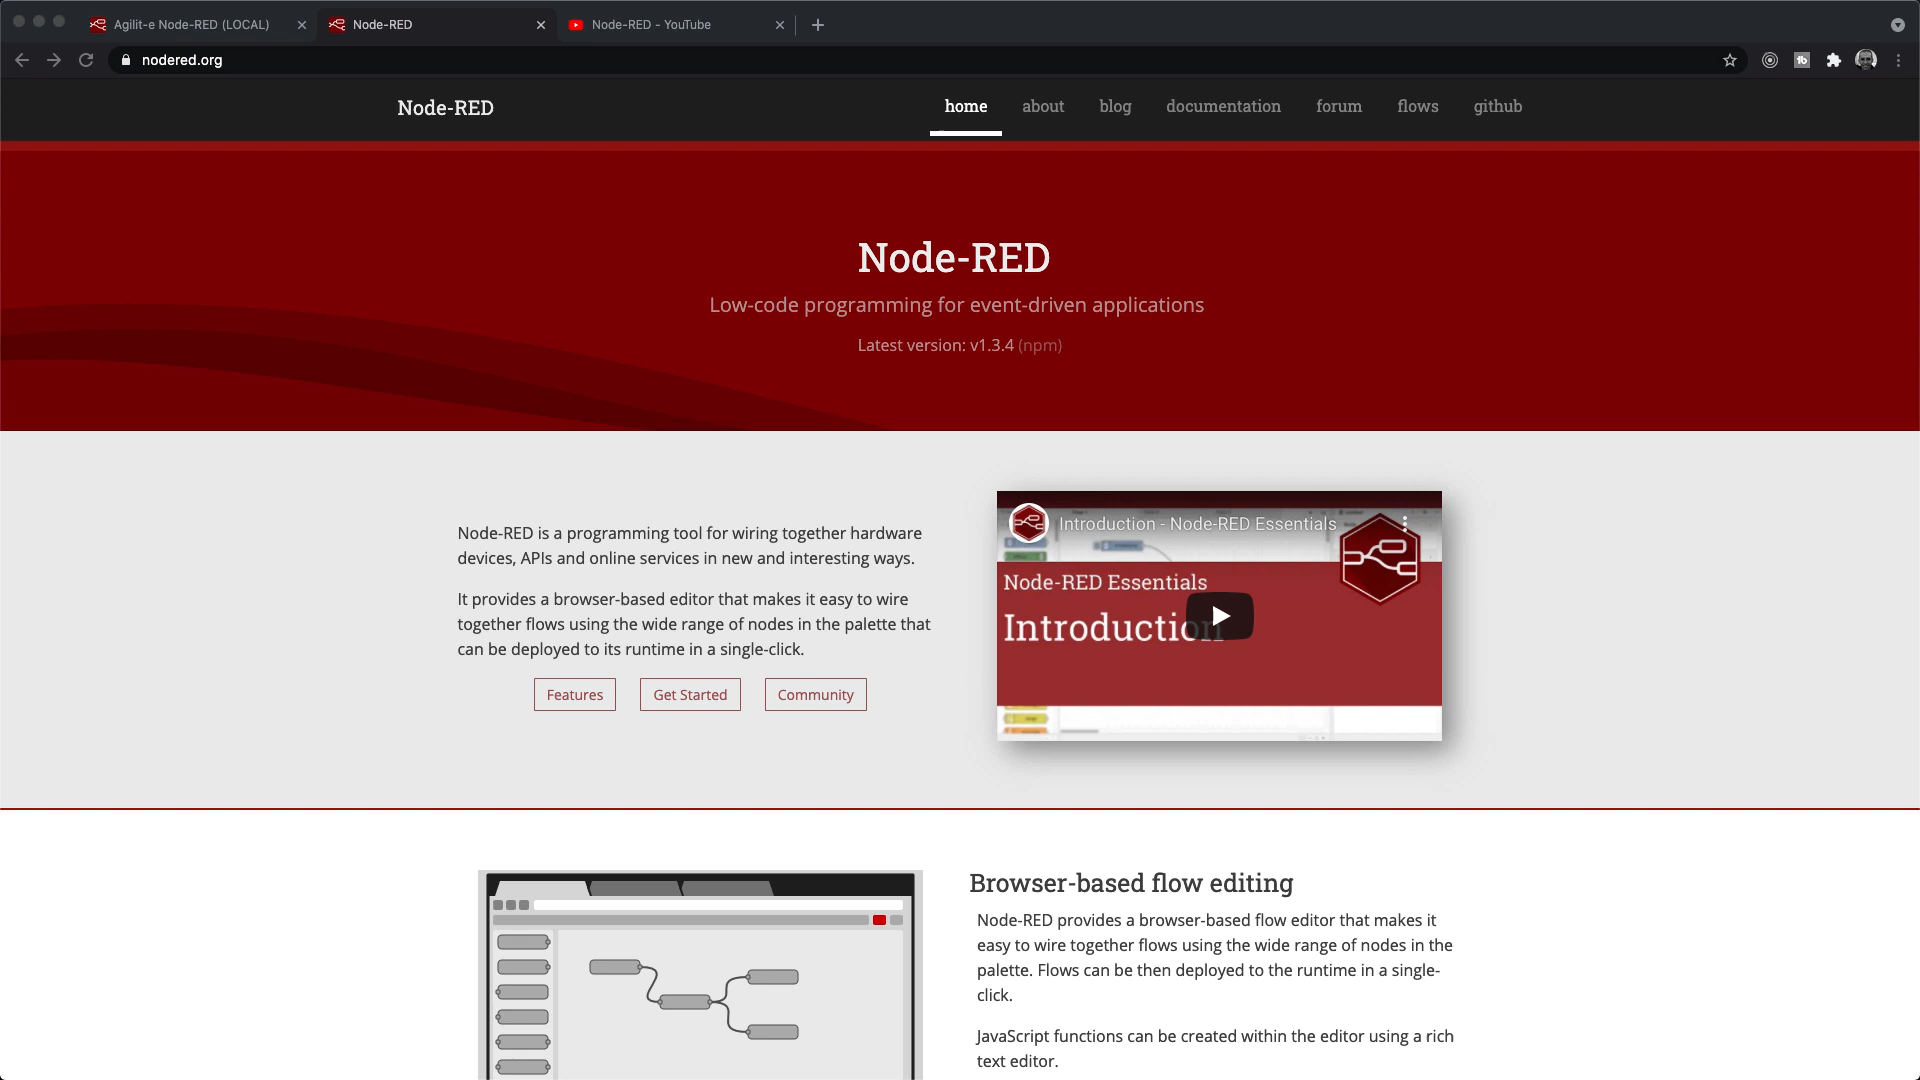 Agilit-e Node-RED (LOCAL)
Node-RED
Node-RED - YouTube
nodered.org
Node-RED
home
about
blog
documentation
forum
flows
github
Node-RED
Low-code programming for event-driven applications
Latest version: v1.3.4 (npm)
Node-RED is a programming tool for wiring together hardware
devices, APIs and online services in new and interesting ways.
It provides a browser-based editor that makes it easy to wire
together flows using the wide range of nodes in the palette that
can be deployed to its runtime in a single-click.
Features
Get Started
Community
Introduction - Node-RED Essentials
Node-RED Essentials
Introduction
Browser-based flow editing
Node-RED provides a browser-based flow editor that makes it
easy to wire together flows using the wide range of nodes in the
palette. Flows can be then deployed to the runtime in a single-
click.
JavaScript functions can be created within the editor using a rich
text editor.